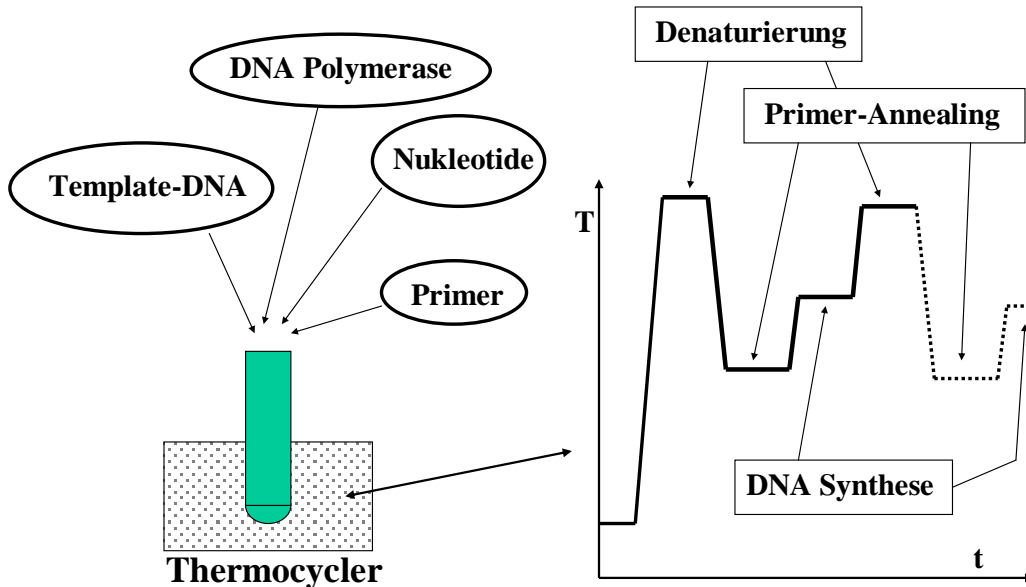 DNA Polymerase
Nukleotide
Template-DNA
Primer
Thermocycler
Denaturierung
Primer-Annealing
T
DNA Synthese
t